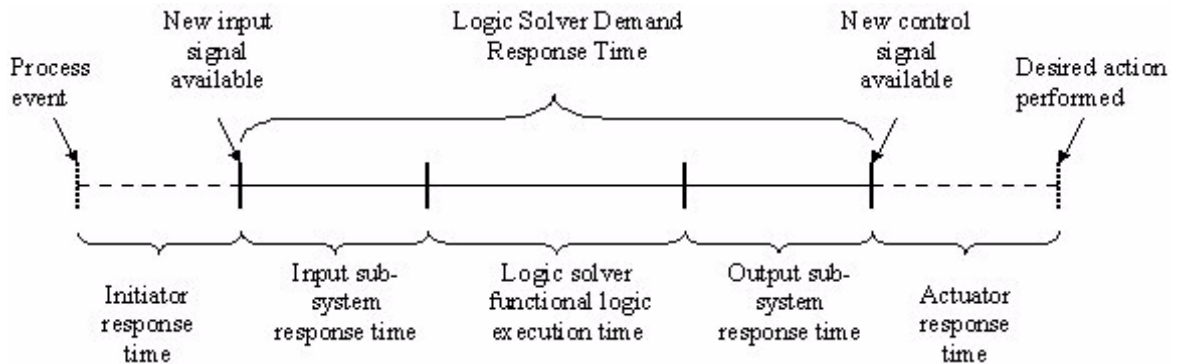 Process
event
New input
signal
available
Logic Solver Demand
Response Time
New control
signal
available
Desired action
performed
Initiator
response
time
Input sub-
system
response time
Logic solver
functional logic
execution time
Output sub-
system
response time
Actuator
response
time